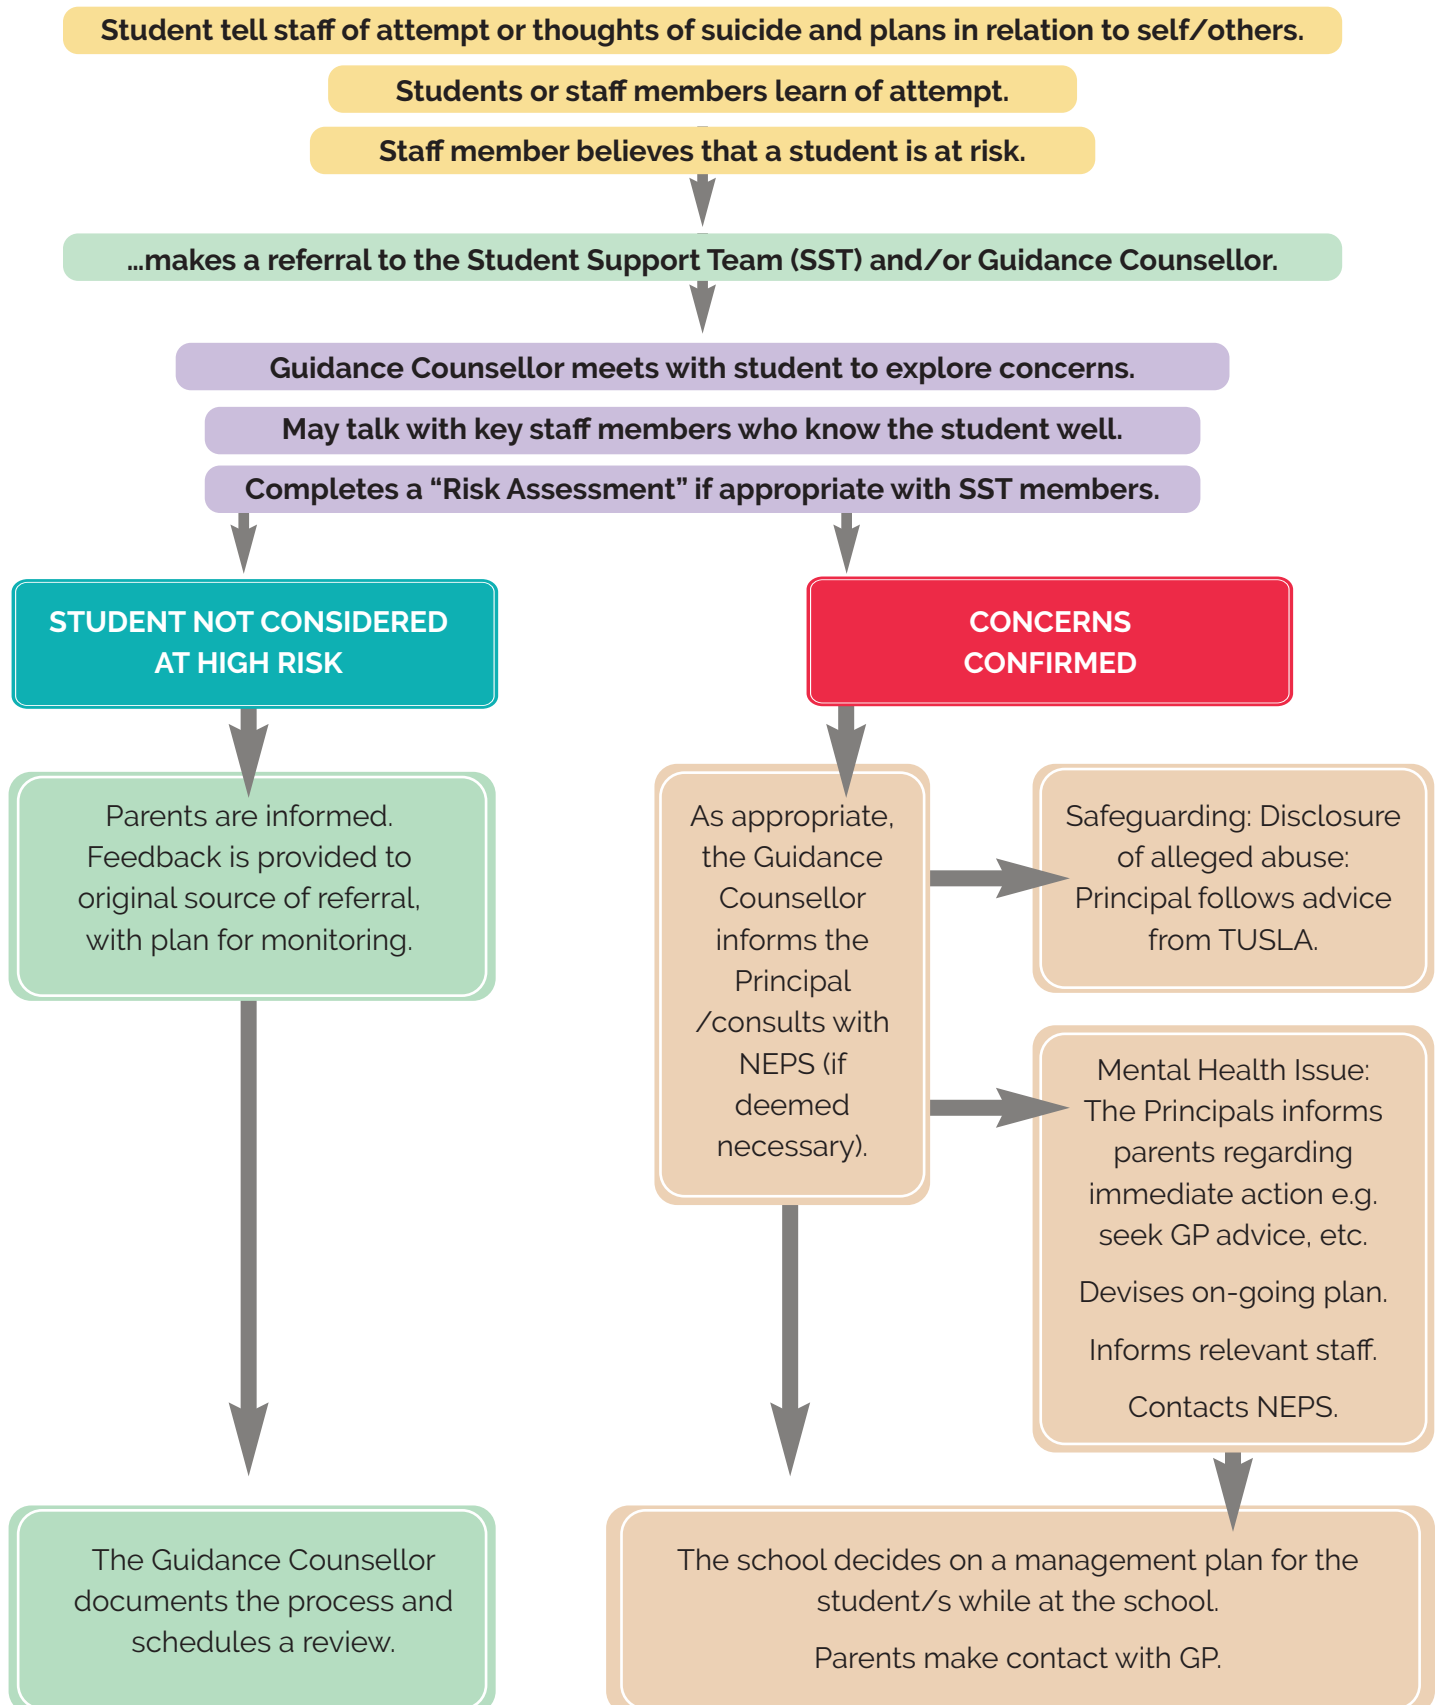 Student tell staff of attempt or thoughts of suicide and plans in relation to self/others.
Students or staff members learn of attempt.
Staff member believes that a student is at risk.
...makes a referral to the Student Support Team (SST) and/or Guidance Counsellor.
Guidance Counsellor meets with student to explore concerns.
May talk with key staff members who know the student well.
Completes a “Risk Assessment” if appropriate with SST members.
STUDENT NOT CONSIDERED
AT HIGH RISK
CONCERNS
CONFIRMED
Parents are informed.
Feedback is provided to
original source of referral,
with plan for monitoring.
As appropriate,
the Guidance
Counsellor
informs the
Principal
/consults with
NEPS (if
deemed
necessary).
Safeguarding: Disclosure
of alleged abuse:
Principal follows advice
from TUSLA.
Mental Health Issue:
The Principals informs
parents regarding
immediate action e.g.
seek GP advice, etc.
Devises on-going plan.
Informs relevant staff.
Contacts NEPS.
The Guidance Counsellor
documents the process and
schedules a review.
The school decides on a management plan for the
student/s while at the school.
Parents make contact with GP.